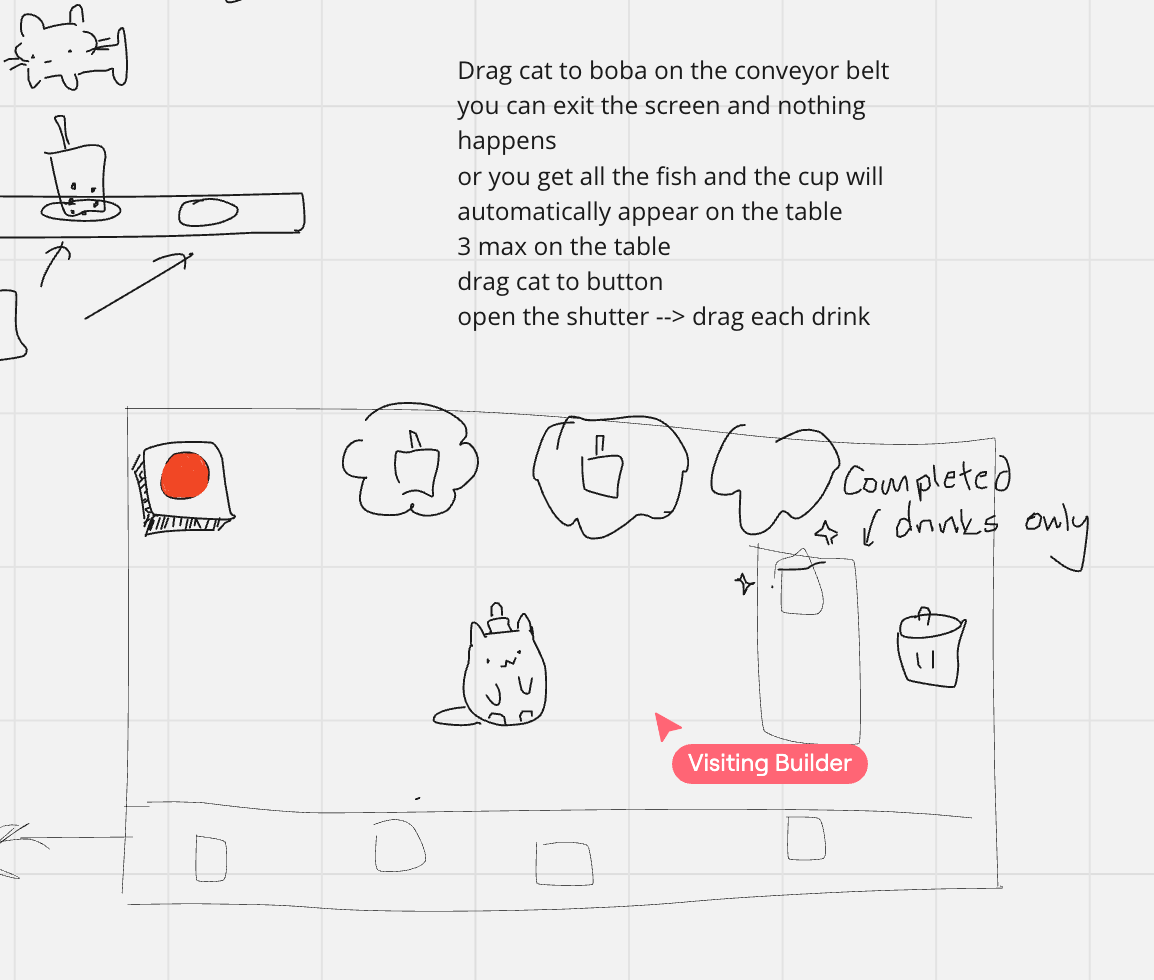 Drag cat to boba on the conveyor belt
you can exit the screen and nothing
happens
or you get all the fish and the cup will
automatically appear on the table
3 max on the table
drag cat to button
open the shutter --> drag each drink
Completed
drinks only
Visiting Builder